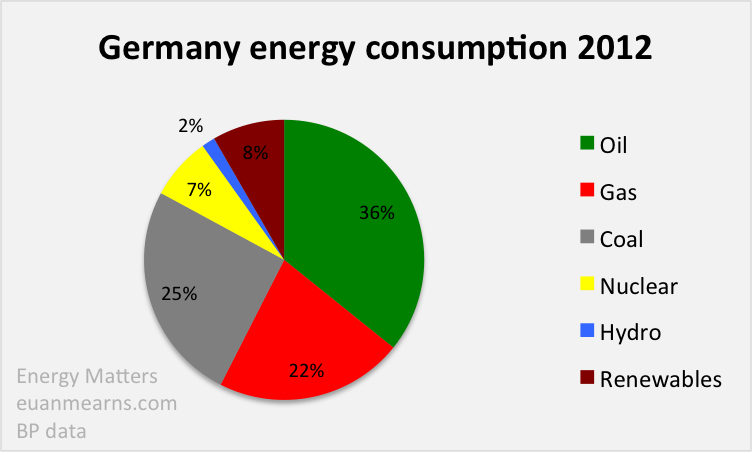 Germany energy consumption 2012
2%
8%
7%
36%
25%
22%
Oil
Gas
Coal
Nuclear
Hydro
Renewables
Energy Matters
euanmearns.com
BP data